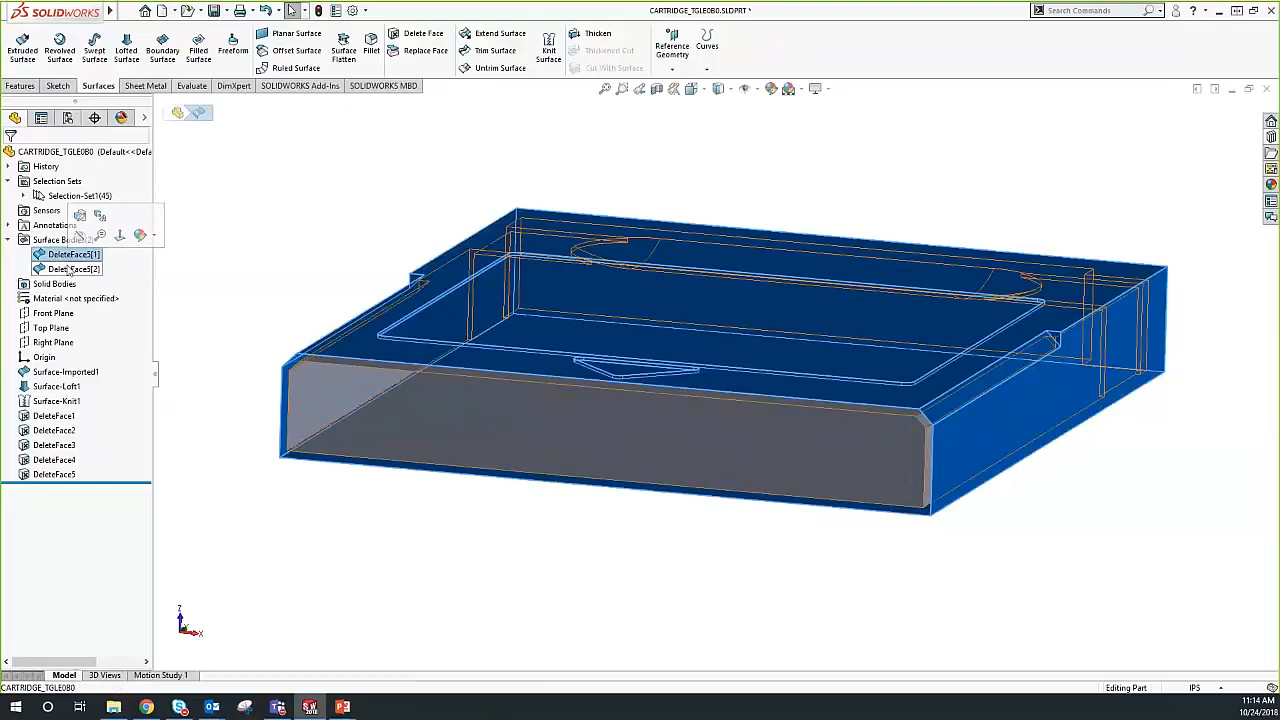 SOLIDWORKS
CARTRIDGE_TGLE0B0.SLDPRT *
Search Commands
Extruded Surface
Revolved Surface
Swept Surface
Lofted Surface
Boundary Surface
Filled Surface
Freeform
Planar Surface
Offset Surface
Ruled Surface
Surface Flatten
Fillet
Delete Face
Replace Face
Extend Surface
Trim Surface
Untrim Surface
Knit Surface
Thicken
Thickened Cut
Cut With Surface
Reference Geometry
Curves
Features
Sketch
Surfaces
Sheet Metal
Evaluate
DimXpert
SOLIDWORKS Add-Ins
SOLIDWORKS MBD
CARTRIDGE_TGLE0B0 (Default<<Defa
History
Selection Sets
Selection-Set1(45)
Sensors
Annotations
Surface Bodies(2)
DeleteFace5[1]
DeleteFace5[2]
Solid Bodies
Material <not specified>
Front Plane
Top Plane
Right Plane
Origin
Surface-Imported1
Surface-Loft1
Surface-Knit1
DeleteFace1
DeleteFace2
DeleteFace3
DeleteFace4
DeleteFace5
Z
X
Model
3D Views
Motion Study 1
CARTRIDGE_TGLE0B0
Editing Part
IPS
11:14 AM
10/24/2018